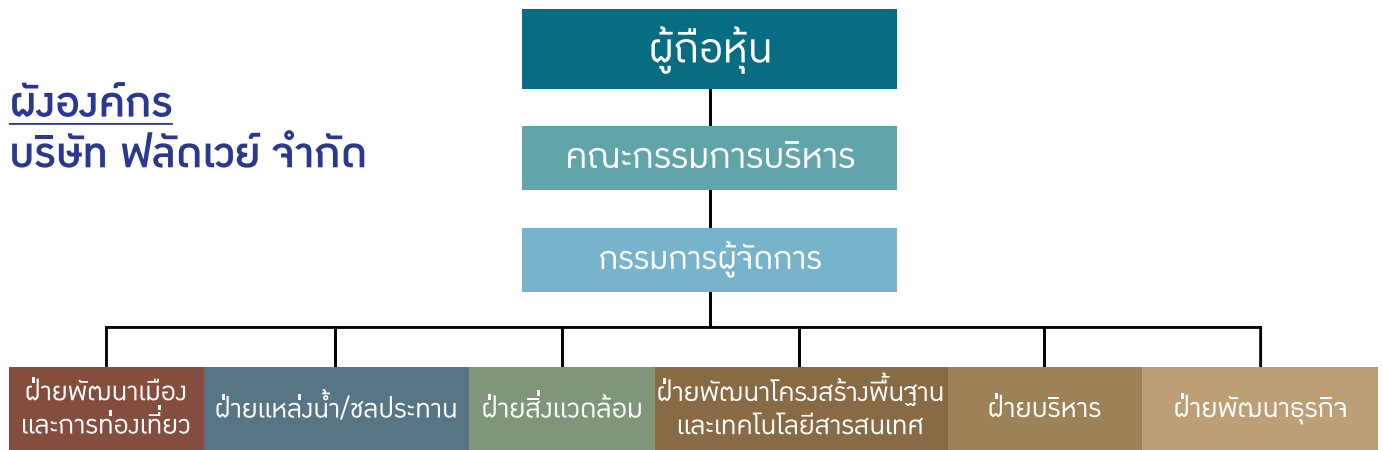 ผู้ถือหุ้น
ผังองค์กร
บริษัท ฟลัดเวย์ จำกัด
คณะกรรมการบริหาร
กรรมการผู้จัดการ
ฝ่ายพัฒนาเมือง
และการท่องเที่ยว
ฝ่ายแหล่งน้ำ/ชลประทาน
ฝ่ายสิ่งแวดล้อม
ฝ่ายพัฒนาโครงสร้างพื้นฐาน
และเทคโนโลยีสารสนเทศ
ฝ่ายบริหาร
ฝ่ายพัฒนาธุรกิจ